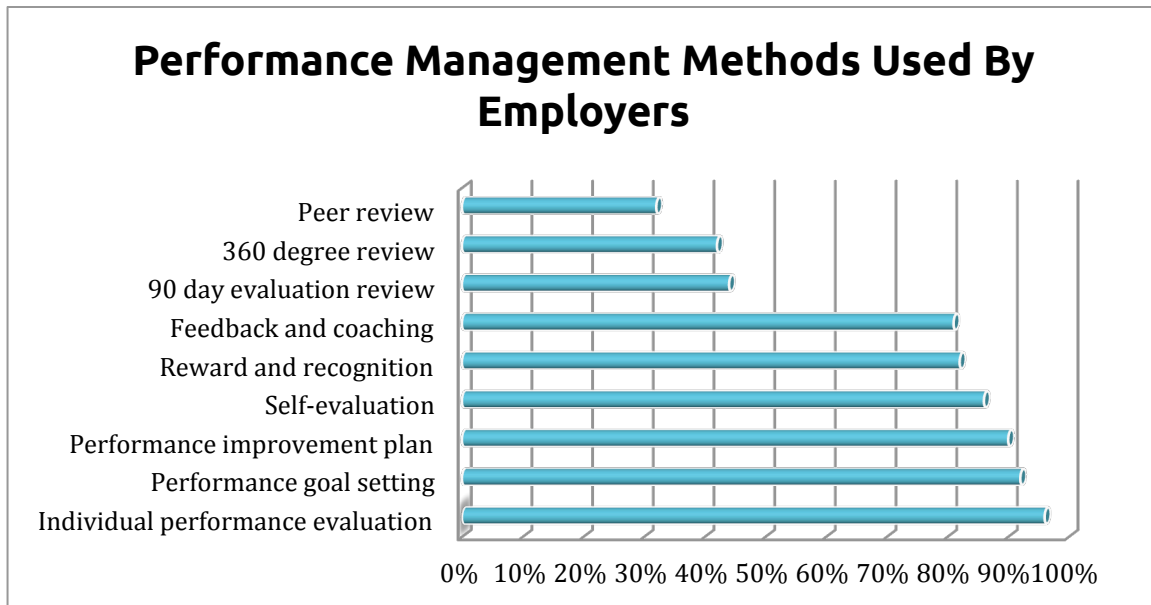 Performance Management Methods Used By
Employers
Peer review
360 degree review
90 day evaluation review
Feedback and coaching
Reward and recognition
Self-evaluation
Performance improvement plan
Performance goal setting
Individual performance evaluation
0% 10% 20% 30% 40% 50% 60% 70% 80% 90% 100%